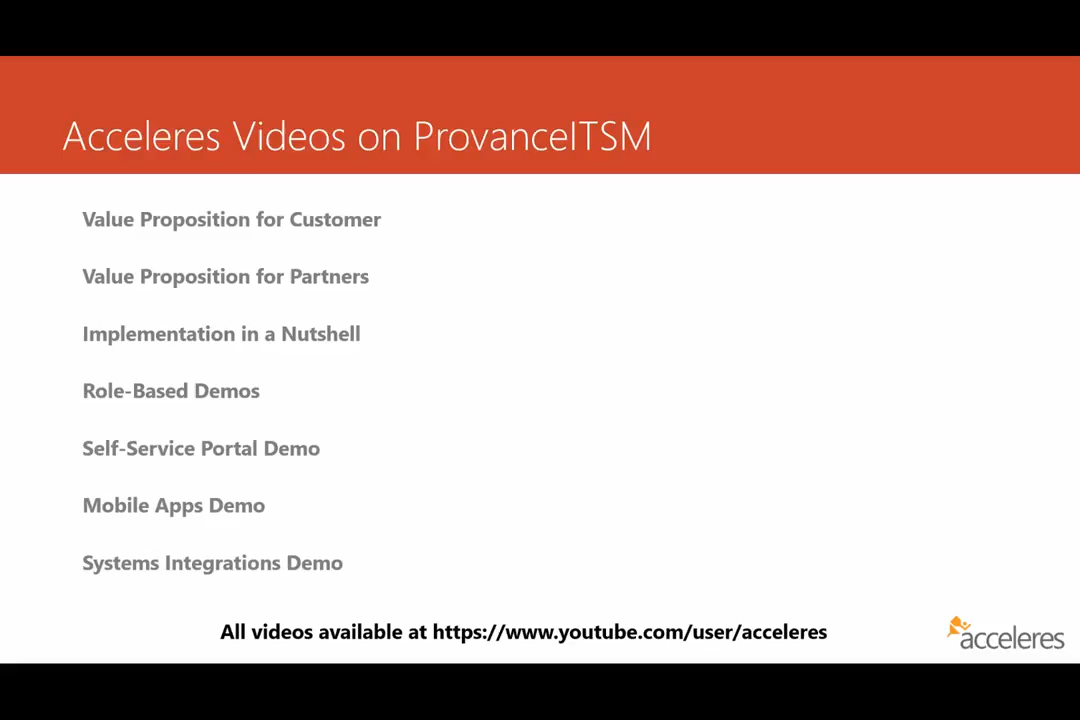 Acceleres Videos on ProvanceITSM
Value Proposition for Customer
Value Proposition for Partners
Implementation in a Nutshell
Role-Based Demos
Self-Service Portal Demo
Mobile Apps Demo
Systems Integrations Demo
All videos available at https://www.youtube.com/user/acceleres
acceleres